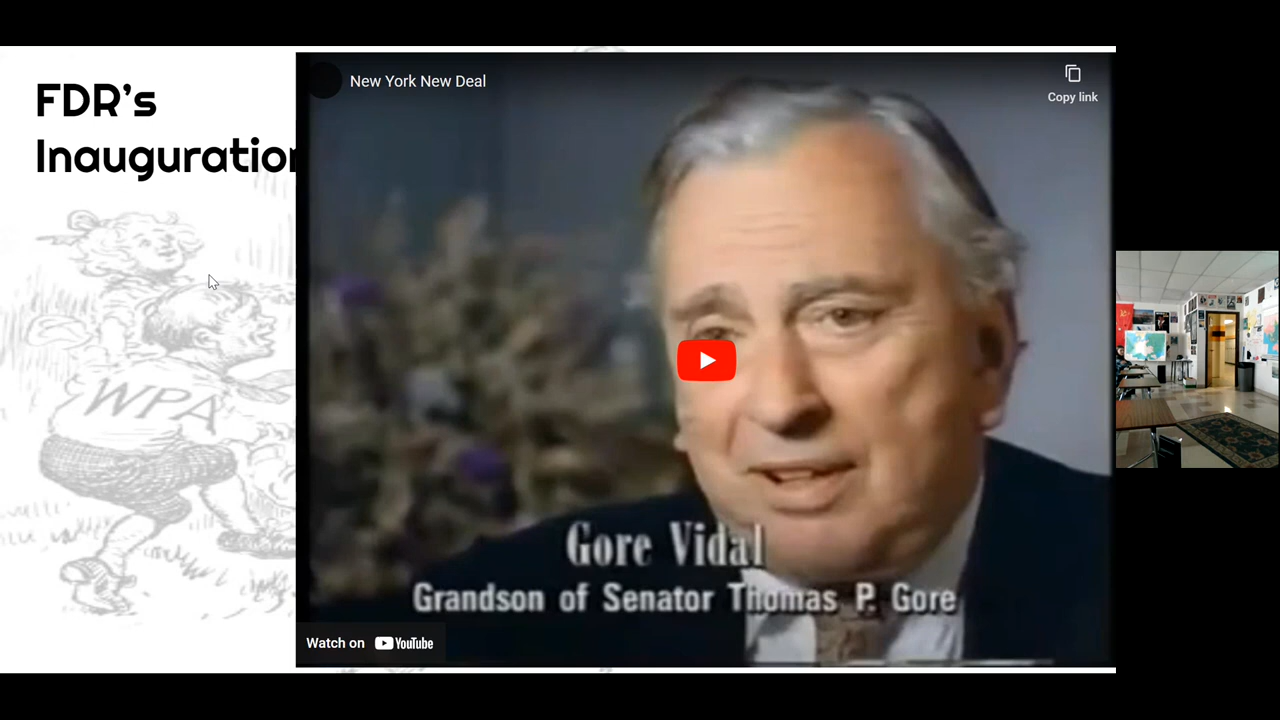 FDR’s
Inauguration
New York New Deal
Copy link
WPA
Gore Vidal
Grandson of Senator Thomas P. Gore
Watch on YouTube